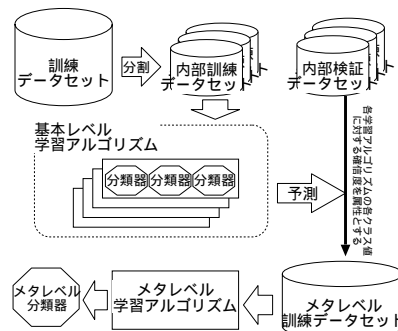 訓練
データセット
分割
内部訓練
データセット
内部検証
データセット
基本レベル
学習アルゴリズム
分類器
分類器
分類器
予測
各学習アルゴリズムの各クラス値
に対する確信度を属性とする
メタレベル
分類器
メタレベル
学習アルゴリズム
メタレベル
訓練データセット